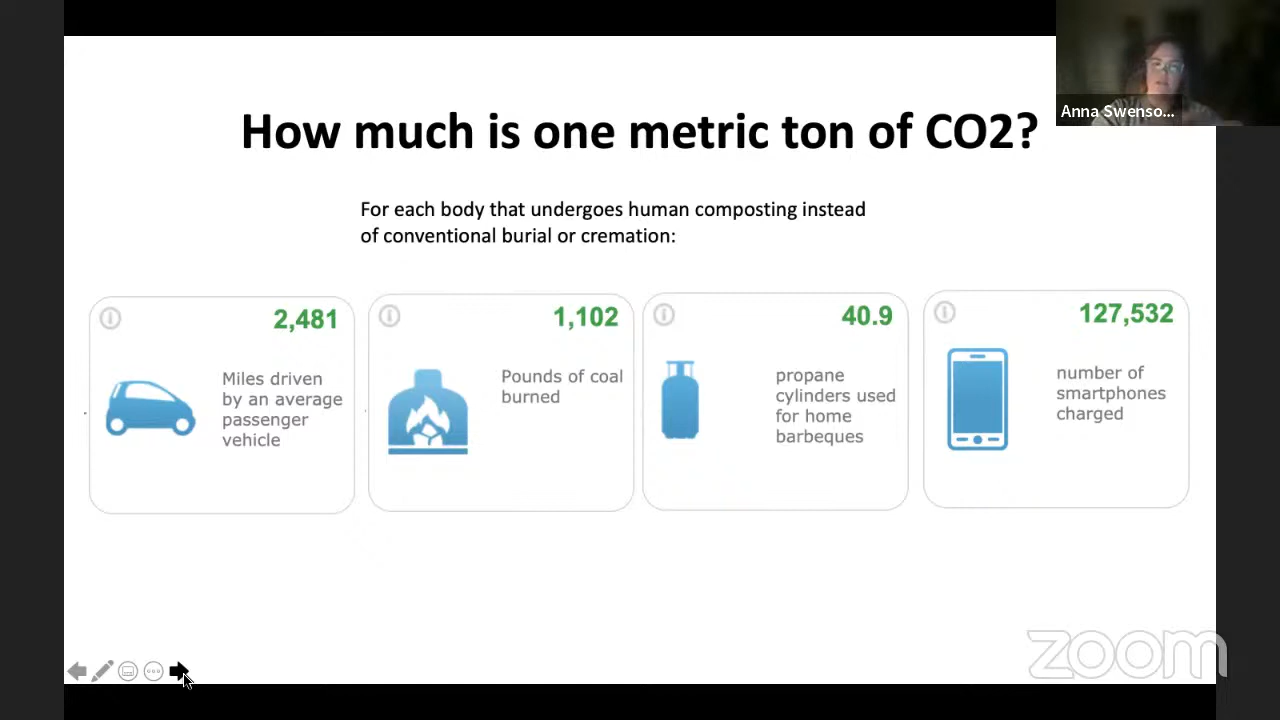 How much is one metric ton of CO2?
Anna Swenso...
For each body that undergoes human composting instead
of conventional burial or cremation:
2,481
Miles driven
by an average
passenger
vehicle
1,102
Pounds of coal
burned
40.9
propane
cylinders used
for home
barbeques
127,532
number of
smartphones
charged
zoom